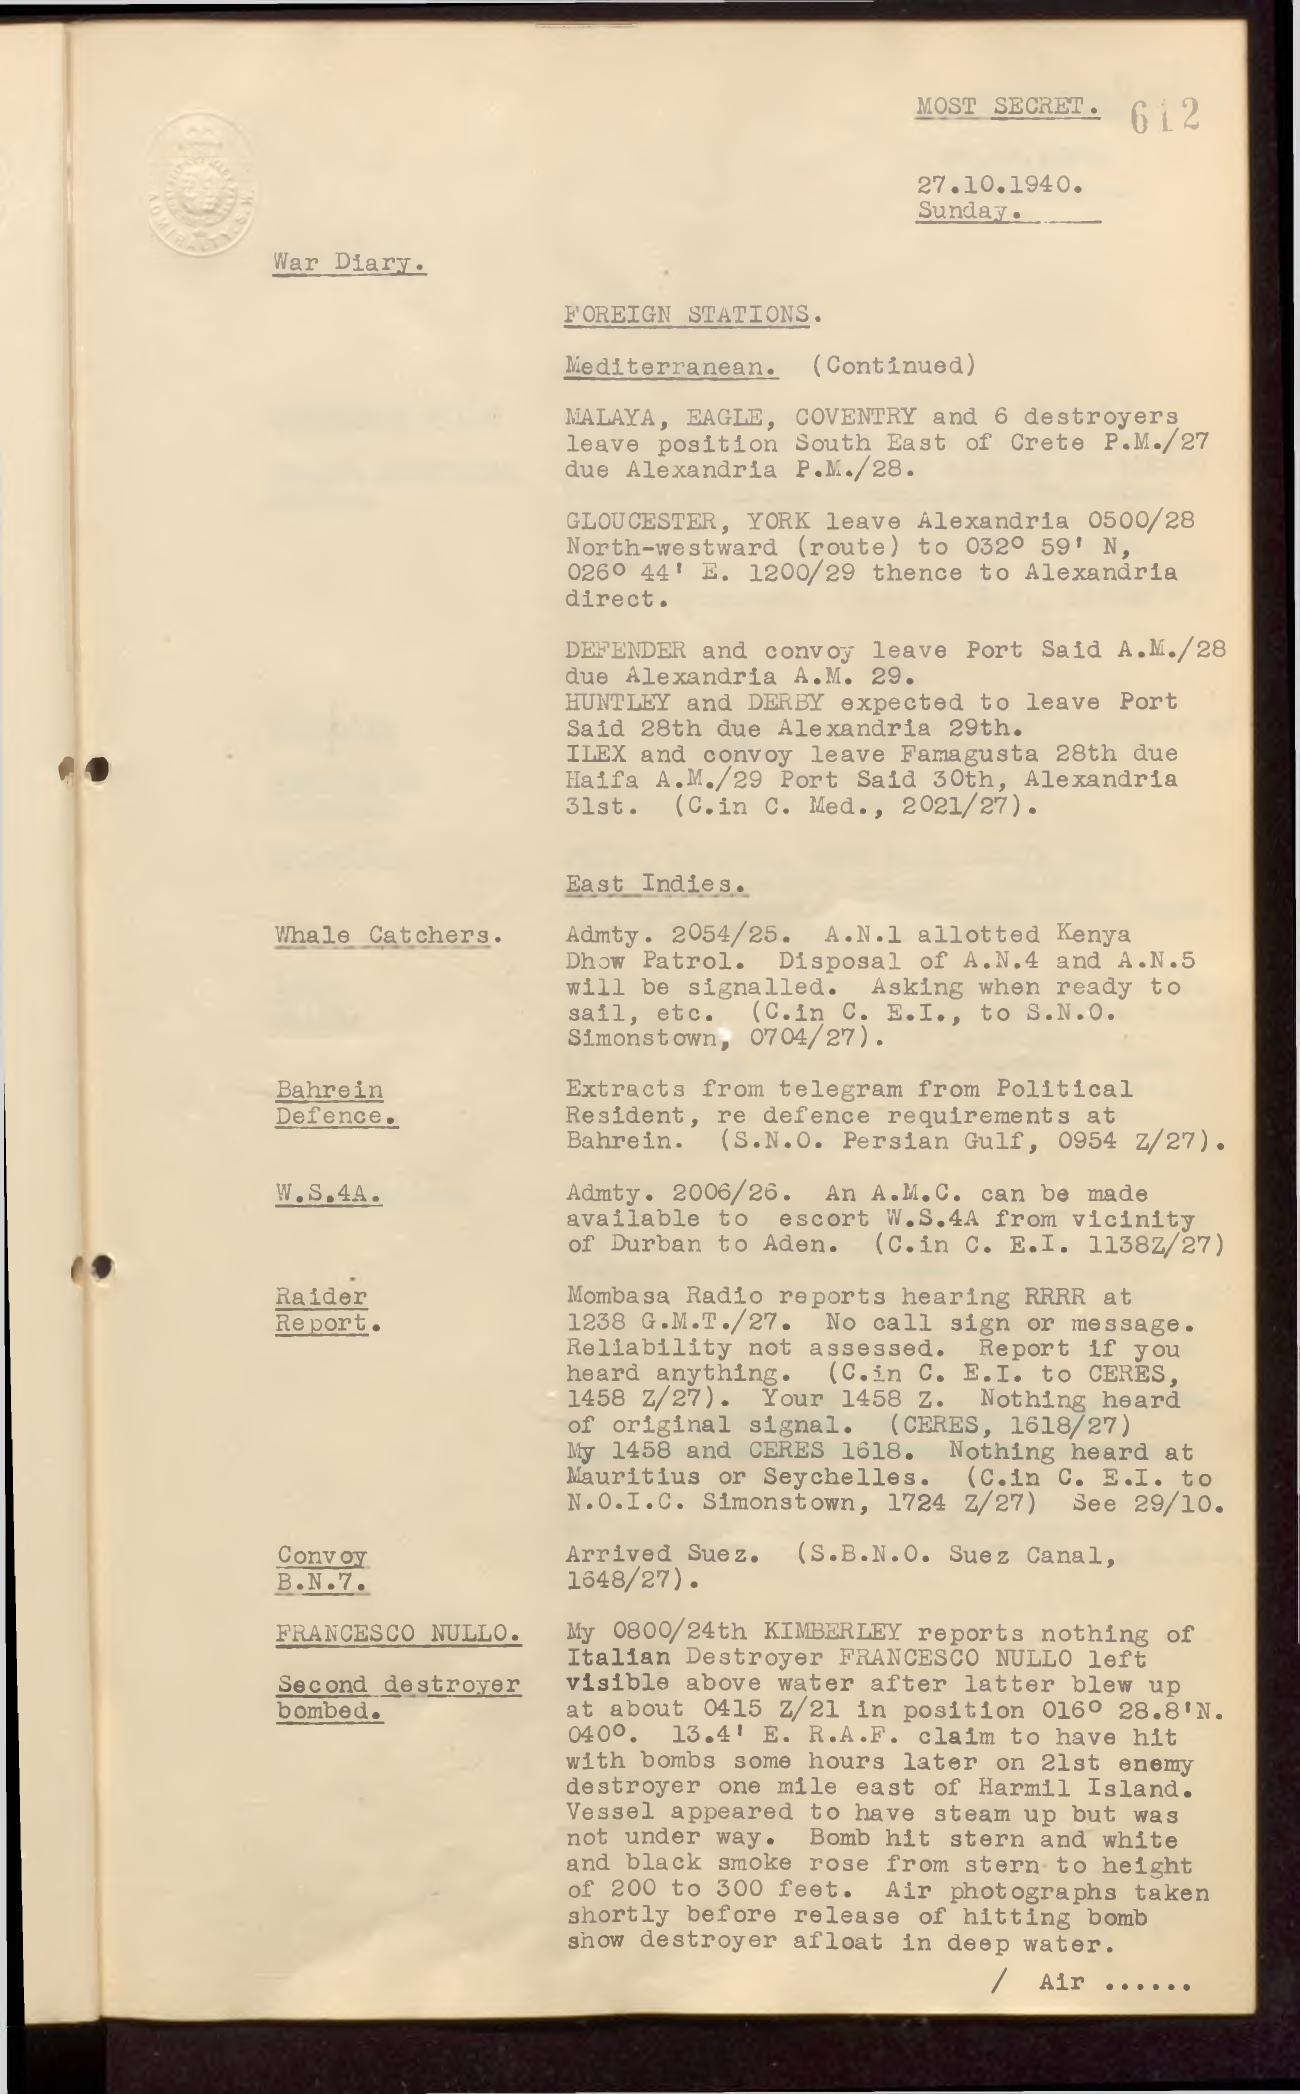 MOST SECRET. 612
27.10.1940.
Sunday.
War Diary.
FOREIGN STATIONS.
Mediterranean. (Continued)
MALAYA, EAGLE, COVENTRY and 6 destroyers
leave position South East of Crete P.M./27
due Alexandria P.M./28.
GLOUCESTER, YORK leave Alexandria 0500/28
North-westward (route) to 032° 59' N,
026° 44' E. 1200/29 thence to Alexandria
direct.
DEFENDER and convoy leave Port Said A.M./28
due Alexandria A.M. 29.
HUNTLEY and DERBY expected to leave Port
Said 28th due Alexandria 29th.
ILEX and convoy leave Famagusta 28th due
Haifa A.M./29 Port Said 30th, Alexandria
31st. (C.in C. Med., 2021/27).
East Indies.
Whale Catchers.
Admty. 2054/25. A.N.1 allotted Kenya
Dhow Patrol. Disposal of A.N.4 and A.N.5
will be signalled. Asking when ready to
sail, etc. (C.in C. E.I., to S.N.O.
Simonstown, 0704/27).
Bahrein
Defence.
Extracts from telegram from Political
Resident, re defence requirements at
Bahrein. (S.N.O. Persian Gulf, 0954 Z/27).
W.S.4A.
Admty. 2006/26. An A.M.C. can be made
available to escort W.S.4A from vicinity
of Durban to Aden. (C.in C. E.I. 1138Z/27)
Raider
Report.
Mombasa Radio reports hearing RRRR at
1238 G.M.T./27. No call sign or message.
Reliability not assessed. Report if you
heard anything. (C.in C. E.I. to CERES,
1458 Z/27). Your 1458 Z. Nothing heard
of original signal. (CERES, 1618/27)
My 1458 and CERES 1618. Nothing heard at
Mauritius or Seychelles. (C.in C. E.I. to
N.O.I.C. Simonstown, 1724 Z/27) See 29/10.
Convoy
B.N.7.
Arrived Suez. (S.B.N.O. Suez Canal,
1648/27).
FRANCESCO NULLO.
Second destroyer
bombed.
My 0800/24th KIMBERLEY reports nothing of
Italian Destroyer FRANCESCO NULLO left
visible above water after latter blew up
at about 0415 Z/21 in position 016° 28.8'N.
040°. 13.4' E. R.A.F. claim to have hit
with bombs some hours later on 21st enemy
destroyer one mile east of Harmil Island.
Vessel appeared to have steam up but was
not under way. Bomb hit stern and white
and black smoke rose from stern to height
of 200 to 300 feet. Air photographs taken
shortly before release of hitting bomb
show destroyer afloat in deep water.
/ Air ......
ADMIRALTY. S.W.